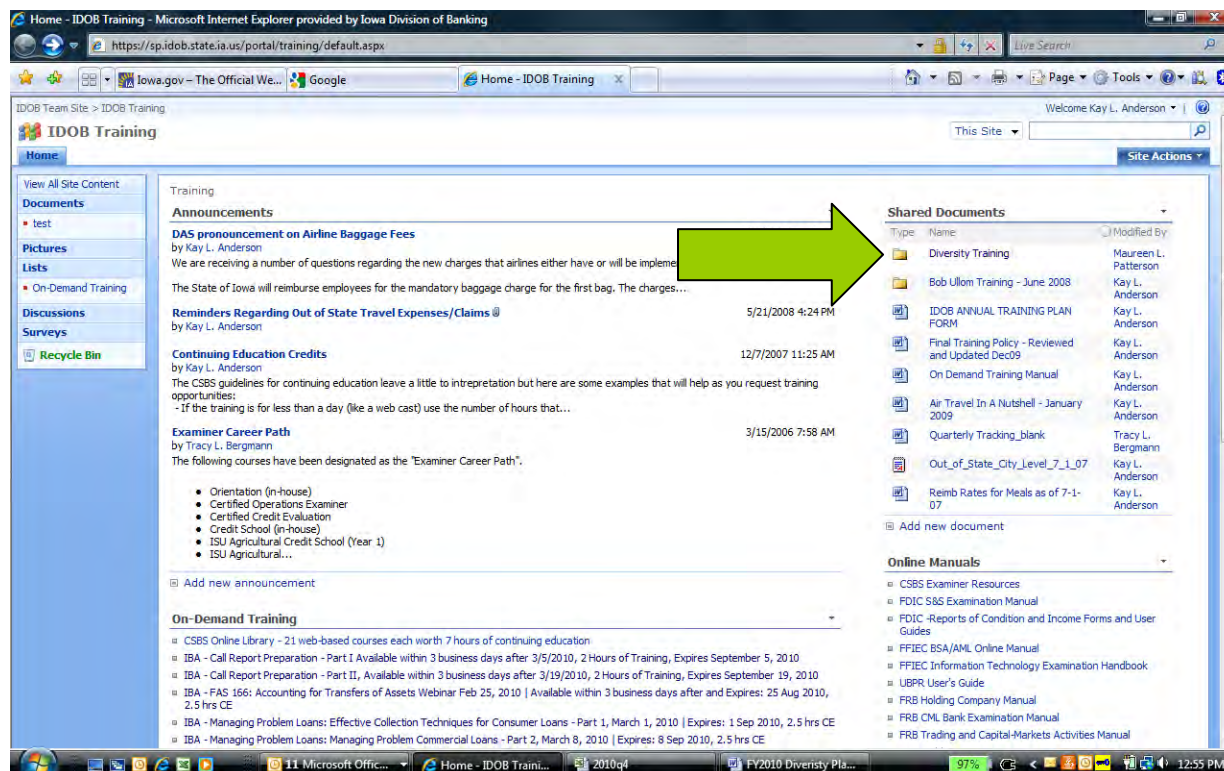 Home - IDOB Training - Microsoft Internet Explorer provided by Iowa Division of Banking
https://sp.idob.state.ia.us/portal/training/default.aspx
Live Search
Iowa.gov – The Official We...
Google
Home - IDOB Training
Page
Tools
IDOB Team Site > IDOB Training
Welcome Kay L. Anderson
IDOB Training
This Site
Home
Site Actions
View All Site Content
Documents
test
Pictures
Lists
On-Demand Training
Discussions
Surveys
Recycle Bin
Training
Announcements
DAS pronouncement on Airline Baggage Fees
by Kay L. Anderson
We are receiving a number of questions regarding the new charges that airlines either have or will be impleme
The State of Iowa will reimburse employees for the mandatory baggage charge for the first bag. The charges...
Reminders Regarding Out of State Travel Expenses/Claims
5/21/2008 4:24 PM
by Kay L. Anderson
Continuing Education Credits
12/7/2007 11:25 AM
by Kay L. Anderson
The CSBS guidelines for continuing education leave a little to intrepretation but here are some examples that will help as you request training
opportunities:
- If the training is for less than a day (like a web cast) use the number of hours that...
Examiner Career Path
3/15/2006 7:58 AM
by Tracy L. Bergmann
The following courses have been designated as the "Examiner Career Path".
Orientation (in-house)
Certified Operations Examiner
Certified Credit Evaluation
Credit School (in-house)
ISU Agricultural Credit School (Year 1)
ISU Agricultural...
Add new announcement
On-Demand Training
CSBS Online Library - 21 web-based courses each worth 7 hours of continuing education
IBA - Call Report Preparation - Part I Available within 3 business days after 3/5/2010, 2 Hours of Training, Expires September 5, 2010
IBA - Call Report Preparation - Part II, Available within 3 business days after 3/19/2010, 2 Hours of Training, Expires September 19, 2010
IBA - FAS 166: Accounting for Transfers of Assets Webinar Feb 25, 2010 | Available within 3 business days after and Expires: 25 Aug 2010,
2.5 hrs CE
IBA - Managing Problem Loans: Effective Collection Techniques for Consumer Loans - Part 1, March 1, 2010 | Expires: 1 Sep 2010, 2.5 hrs CE
IBA - Managing Problem Loans: Managing Problem Commercial Loans - Part 2, March 8, 2010 | Expires: 8 Sep 2010, 2.5 hrs CE
Shared Documents
Type Name Modified By
Diversity Training Maureen L.
Patterson
Bob Ullom Training - June 2008 Kay L.
Anderson
IDOB ANNUAL TRAINING PLAN Kay L.
FORM Anderson
Final Training Policy - Reviewed Kay L.
and Updated Dec09 Anderson
On Demand Training Manual Kay L.
Anderson
Air Travel In A Nutshell - January Kay L.
2009 Anderson
Quarterly Tracking_blank Tracy L.
Bergmann
Out_of_State_City_Level_7_1_07 Kay L.
Anderson
Reimb Rates for Meals as of 7-1- Kay L.
07 Anderson
Add new document
Online Manuals
CSBS Examiner Resources
FDIC S&S Examination Manual
FDIC -Reports of Condition and Income Forms and User
Guides
FFIEC BSA/AML Online Manual
FFIEC Information Technology Examination Handbook
UBPR User's Guide
FRB Holding Company Manual
FRB CML Bank Examination Manual
FRB Trading and Capital-Markets Activities Manual
11 Microsoft Offic...
Home - IDOB Traini...
2010q4
FY2010 Diveristy Pla...
97%
12:55 PM